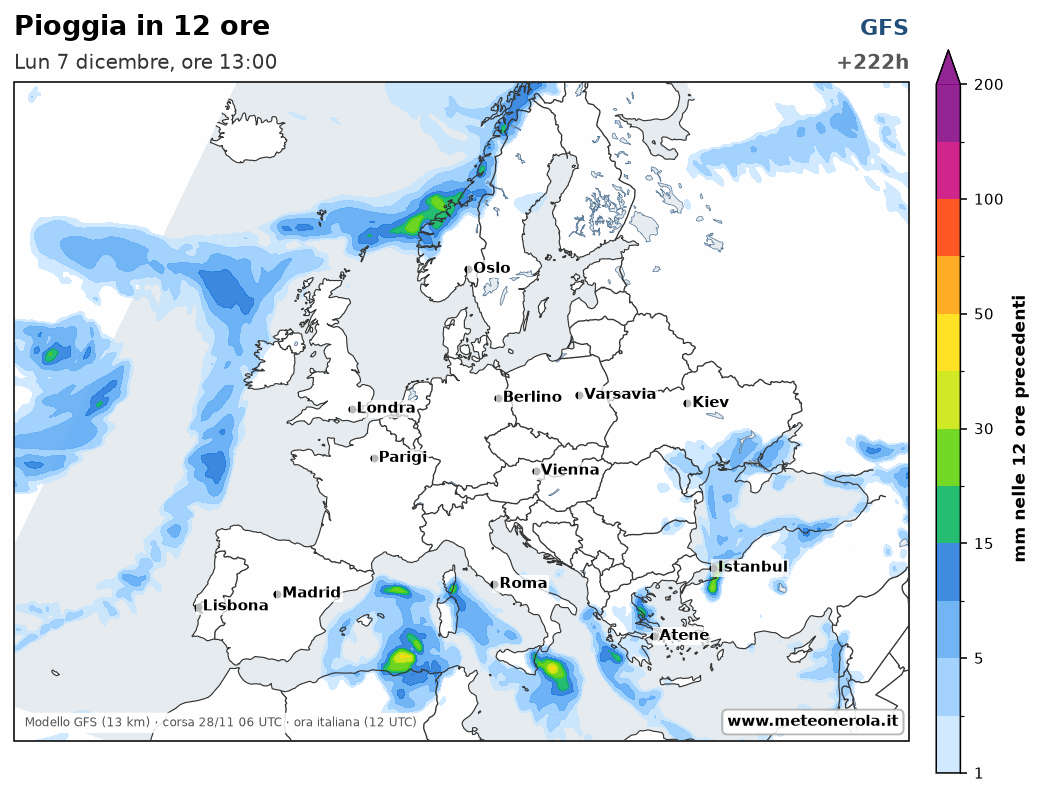 Pioggia in 12 ore
GFS
Lun 7 dicembre, ore 13:00
+222h
200
100
50
30
15
5
1
mm nelle 12 ore precedenti
Oslo
Berlino
Varsavia
Kiev
Londra
Parigi
Vienna
Istanbul
Roma
Madrid
Lisbona
Atene
Modello GFS (13 km) · corsa 28/11 06 UTC · ora italiana (12 UTC)
www.meteonerola.it